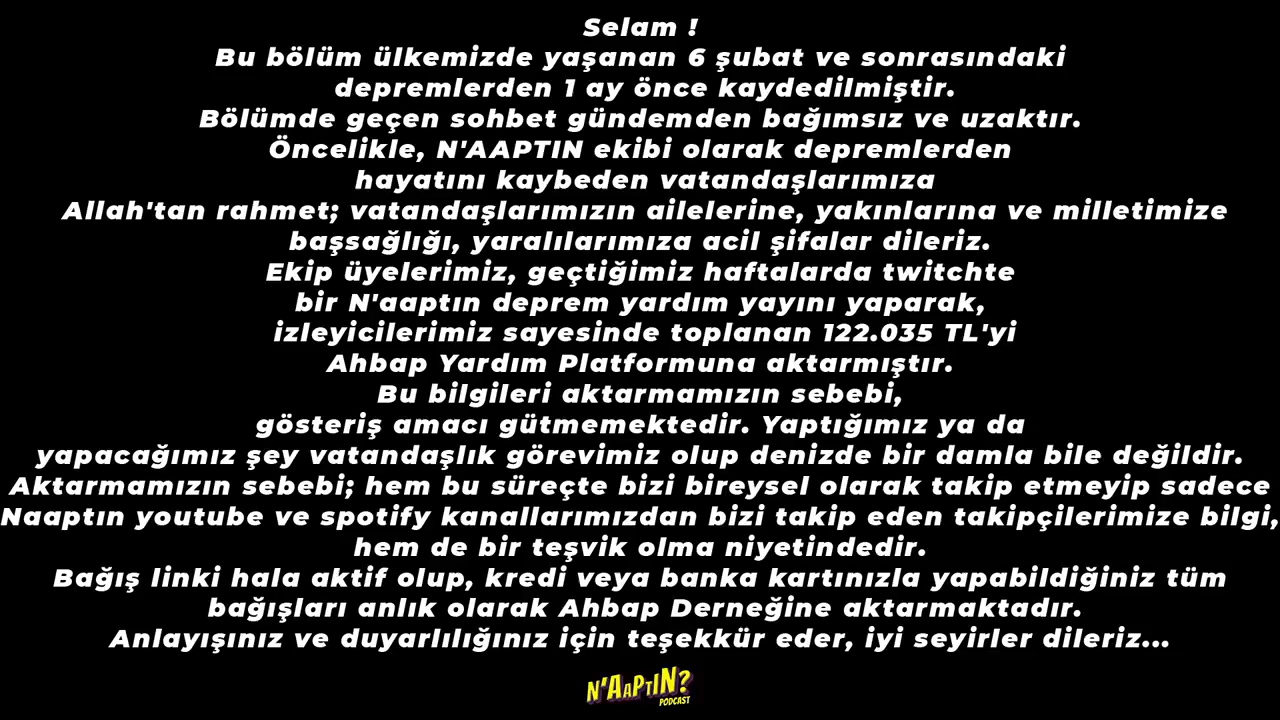 Selam !
Bu bölüm ülkemizde yaşanan 6 şubat ve sonrasındaki
depremlerden 1 ay önce kaydedilmiştir.
Bölümde geçen sohbet gündemden bağımsız ve uzaktır.
Öncelikle, N'AAPTIN ekibi olarak depremlerden
hayatını kaybeden vatandaşlarımıza
Allah'tan rahmet; vatandaşlarımızın ailelerine, yakınlarına ve milletimize
başsağlığı, yaralılarımıza acil şifalar dileriz.
Ekip üyelerimiz, geçtiğimiz haftalarda twitchte
bir N'aaptın deprem yardım yayını yaparak,
izleyicilerimiz sayesinde toplanan 122.035 TL'yi
Ahbap Yardım Platformuna aktarmıştır.
Bu bilgileri aktarmamızın sebebi,
gösteriş amacı gütmemektedir. Yaptığımız ya da
yapacağımız şey vatandaşlık görevimiz olup denizde bir damla bile değildir.
Aktarmamızın sebebi; hem bu süreçte bizi bireysel olarak takip etmeyip sadece
Naaptın youtube ve spotify kanallarımızdan bizi takip eden takipçilerimize bilgi,
hem de bir teşvik olma niyetindedir.
Bağış linki hala aktif olup, kredi veya banka kartınızla yapabildiğiniz tüm
bağışları anlık olarak Ahbap Derneğine aktarmaktadır.
Anlayışınız ve duyarlılığınız için teşekkür eder, iyi seyirler dileriz...
N'AAPTIN?
PODCAST